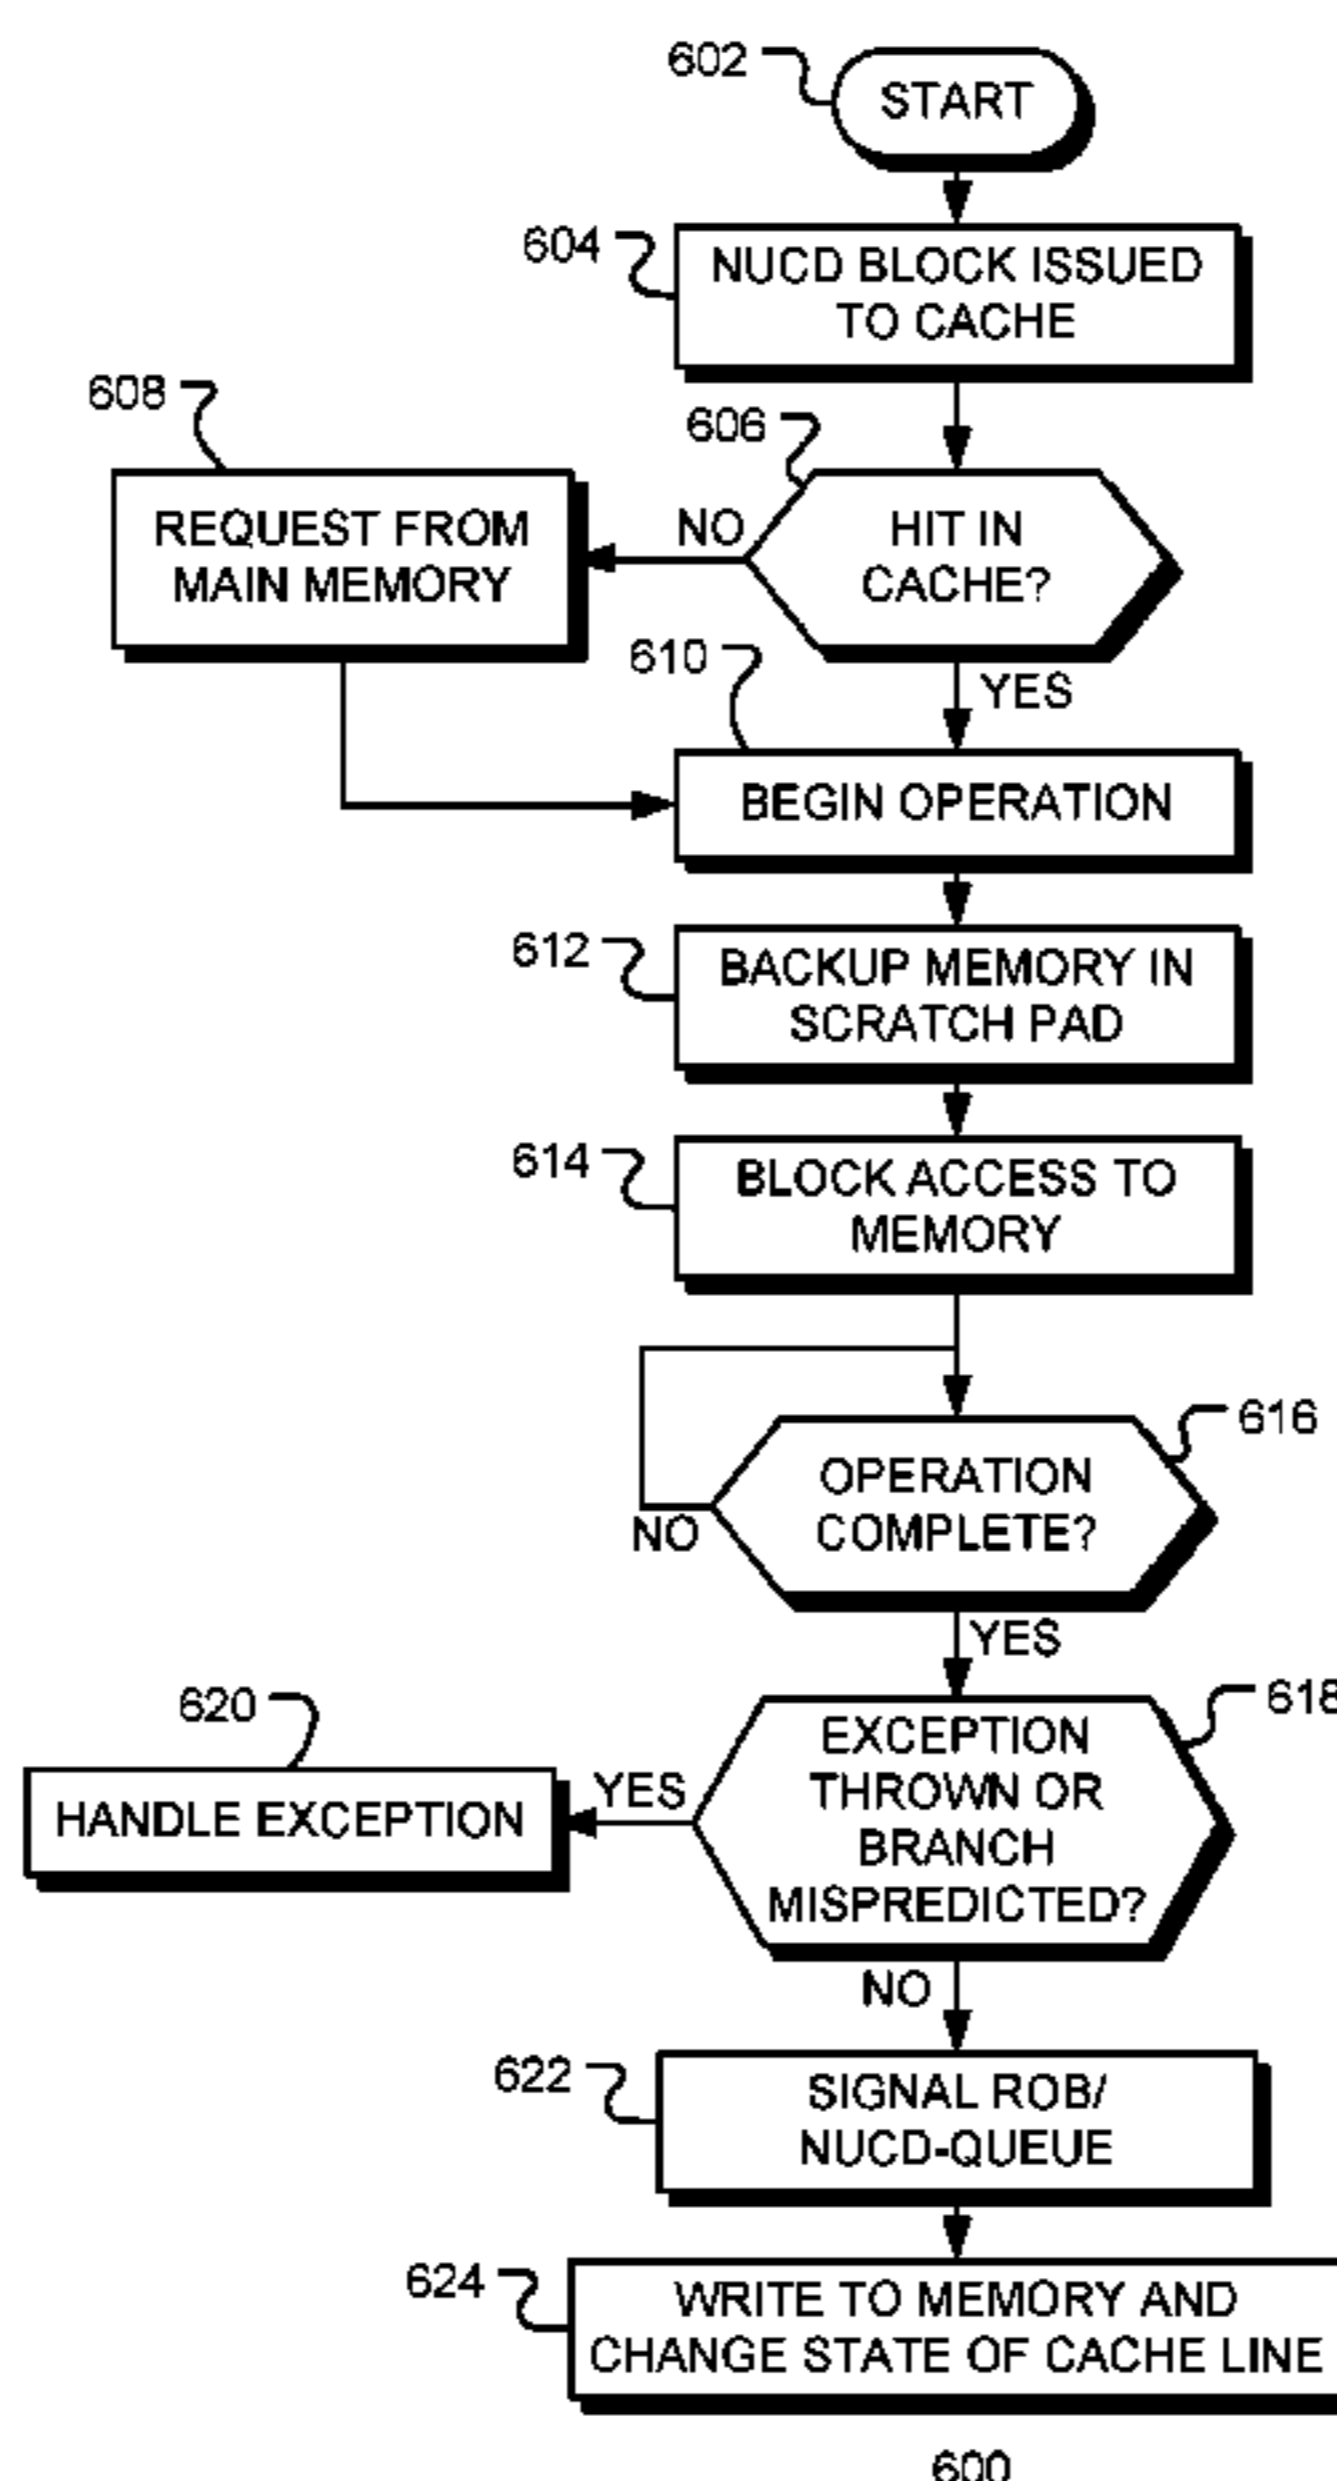 602
START
604
NUCD BLOCK ISSUED
TO CACHE
608
606
REQUEST FROM
MAIN MEMORY
NO
HIT IN
CACHE?
610
YES
BEGIN OPERATION
612
BACKUP MEMORY IN
SCRATCH PAD
614
BLOCK ACCESS TO
MEMORY
616
OPERATION
COMPLETE?
NO
YES
618
620
EXCEPTION
THROWN OR
BRANCH
MISPREDICTED?
YES
HANDLE EXCEPTION
NO
622
SIGNAL ROB/
NUCD-QUEUE
624
WRITE TO MEMORY AND
CHANGE STATE OF CACHE LINE
600